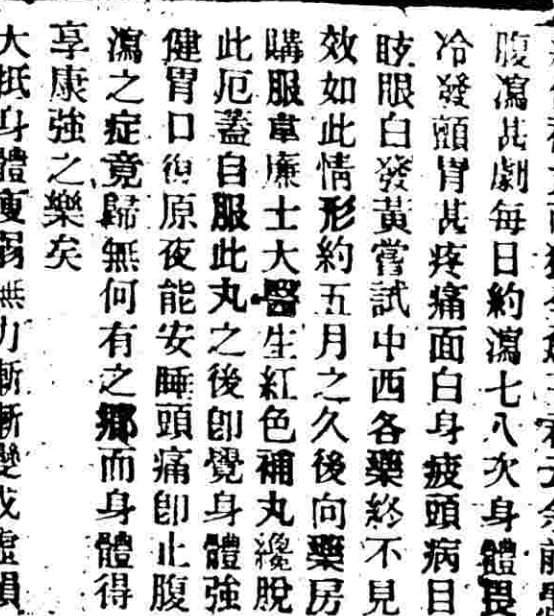 腹瀉甚劇每日約瀉七八次身體畏
冷發顫胃甚疼痛面白身疲頭病目
眩眼白發黃嘗試中西各藥終不見
效如此情形約五月之久後向藥房
購服韋廉士大醫生紅色補丸纔脫
此厄蓋自服此丸之後卽覺身體強
健胃口復原夜能安睡頭痛卽止腹
瀉之症竟歸無何有之鄉而身體得
享康強之樂矣
大抵身體瘦弱無力漸漸變成虛損